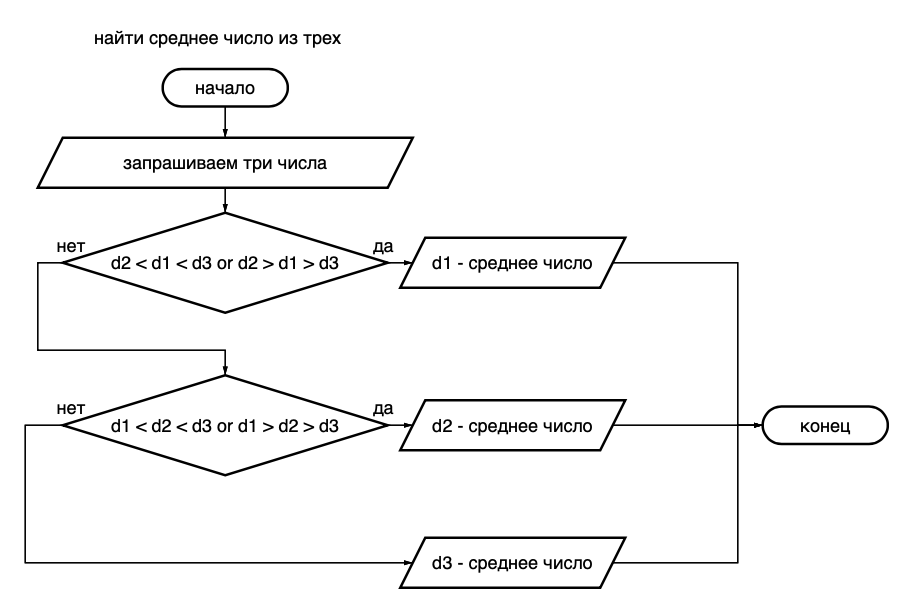 найти среднее число из трех
начало
запрашиваем три числа
нет
да
d2 < d1 < d3 or d2 > d1 > d3
d1 - среднее число
нет
да
d1 < d2 < d3 or d1 > d2 > d3
d2 - среднее число
конец
d3 - среднее число